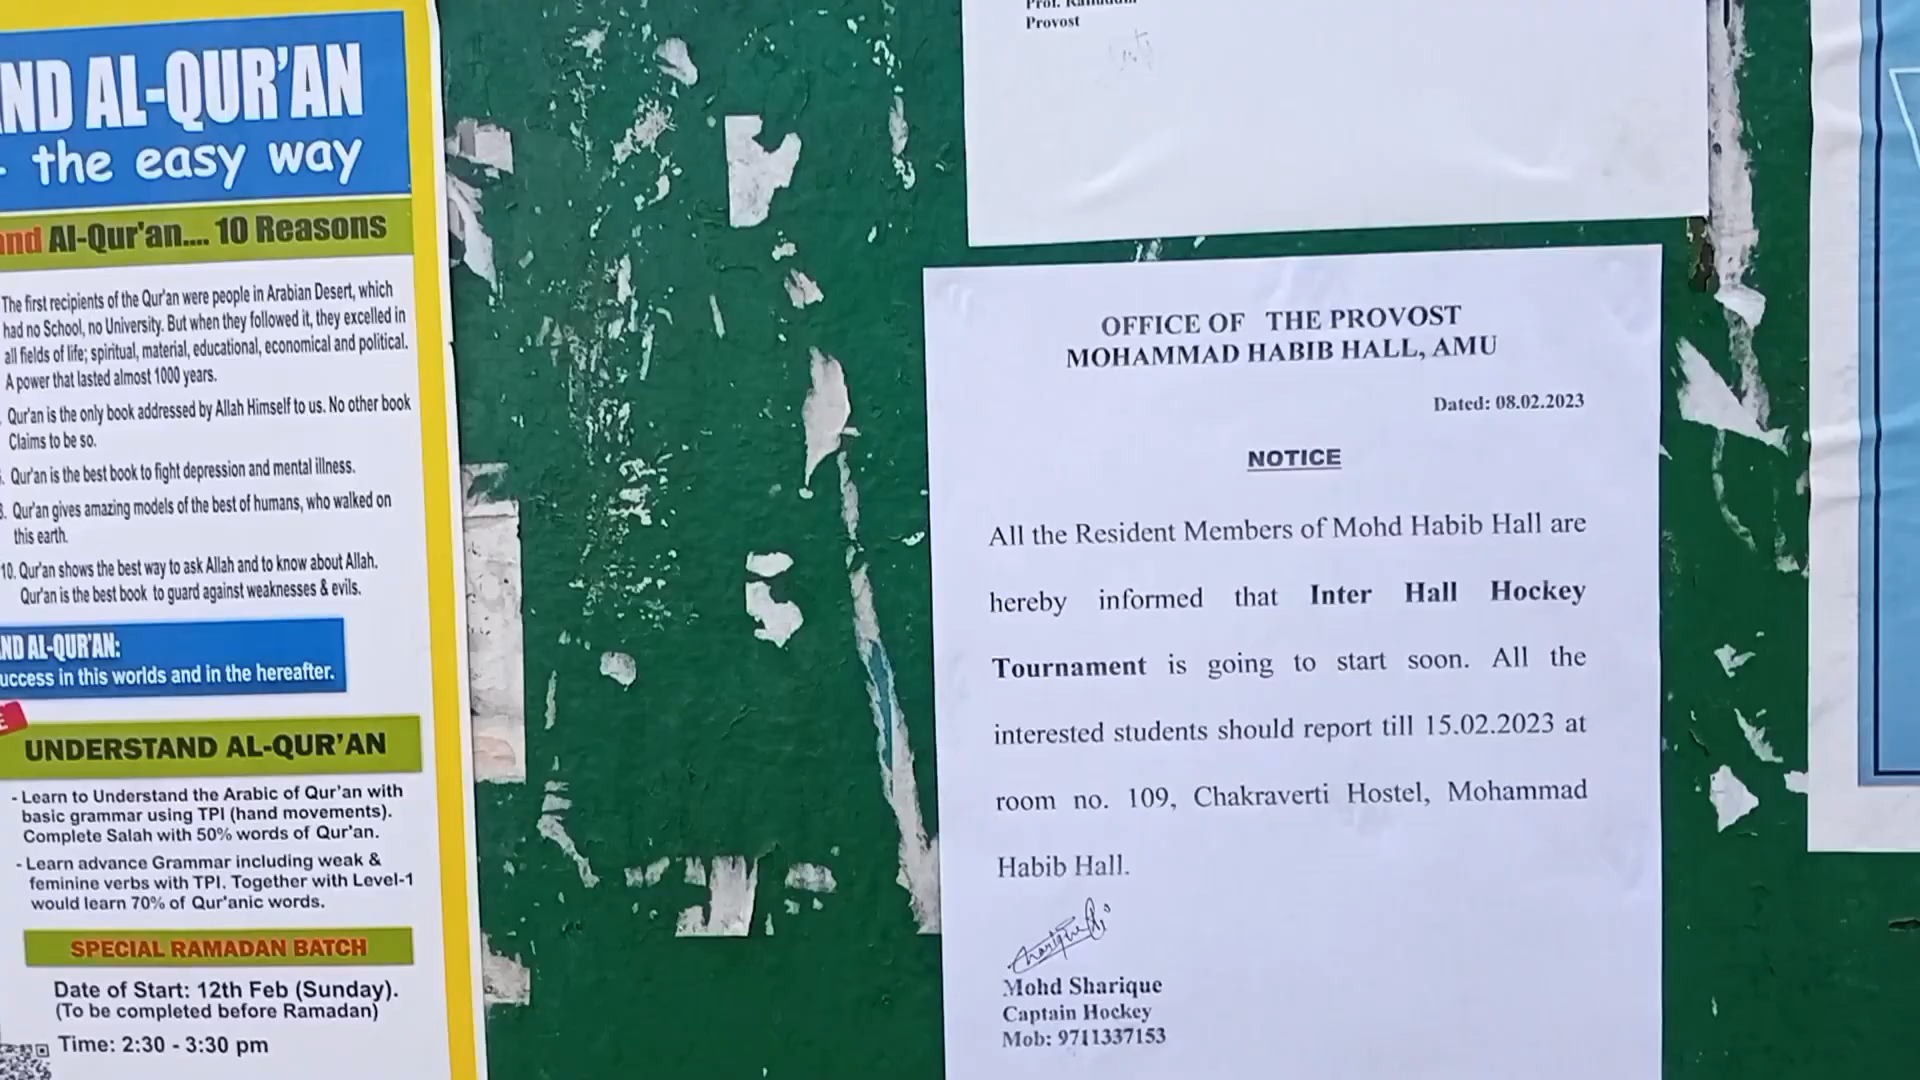 ND AL-QUR'AN
- the easy way
and Al-Qur'an.... 10 Reasons
The first recipients of the Qur'an were people in Arabian Desert, which
had no School, no University. But when they followed it, they excelled in
all fields of life; spiritual, material, educational, economical and political.
A power that lasted almost 1000 years.
Qur'an is the only book addressed by Allah Himself to us. No other book
Claims to be so.
Qur'an is the best book to fight depression and mental illness.
Qur'an gives amazing models of the best of humans, who walked on
this earth.
10. Qur'an shows the best way to ask Allah and to know about Allah.
Qur'an is the best book to guard against weaknesses & evils.
ND AL-QUR'AN:
uccess in this worlds and in the hereafter.
UNDERSTAND AL-QUR'AN
- Learn to Understand the Arabic of Qur'an with
basic grammar using TPI (hand movements).
Complete Salah with 50% words of Qur'an.
- Learn advance Grammar including weak &
feminine verbs with TPI. Together with Level-1
would learn 70% of Qur'anic words.
SPECIAL RAMADAN BATCH
Date of Start: 12th Feb (Sunday).
(To be completed before Ramadan)
Time: 2:30 - 3:30 pm
Prof.
Provost
OFFICE OF THE PROVOST
MOHAMMAD HABIB HALL, AMU
Dated: 08.02.2023
NOTICE
All the Resident Members of Mohd Habib Hall are
hereby informed that Inter Hall Hockey
Tournament is going to start soon. All the
interested students should report till 15.02.2023 at
room no. 109, Chakraverti Hostel, Mohammad
Habib Hall.
Mohd Sharique
Captain Hockey
Mob: 9711337153